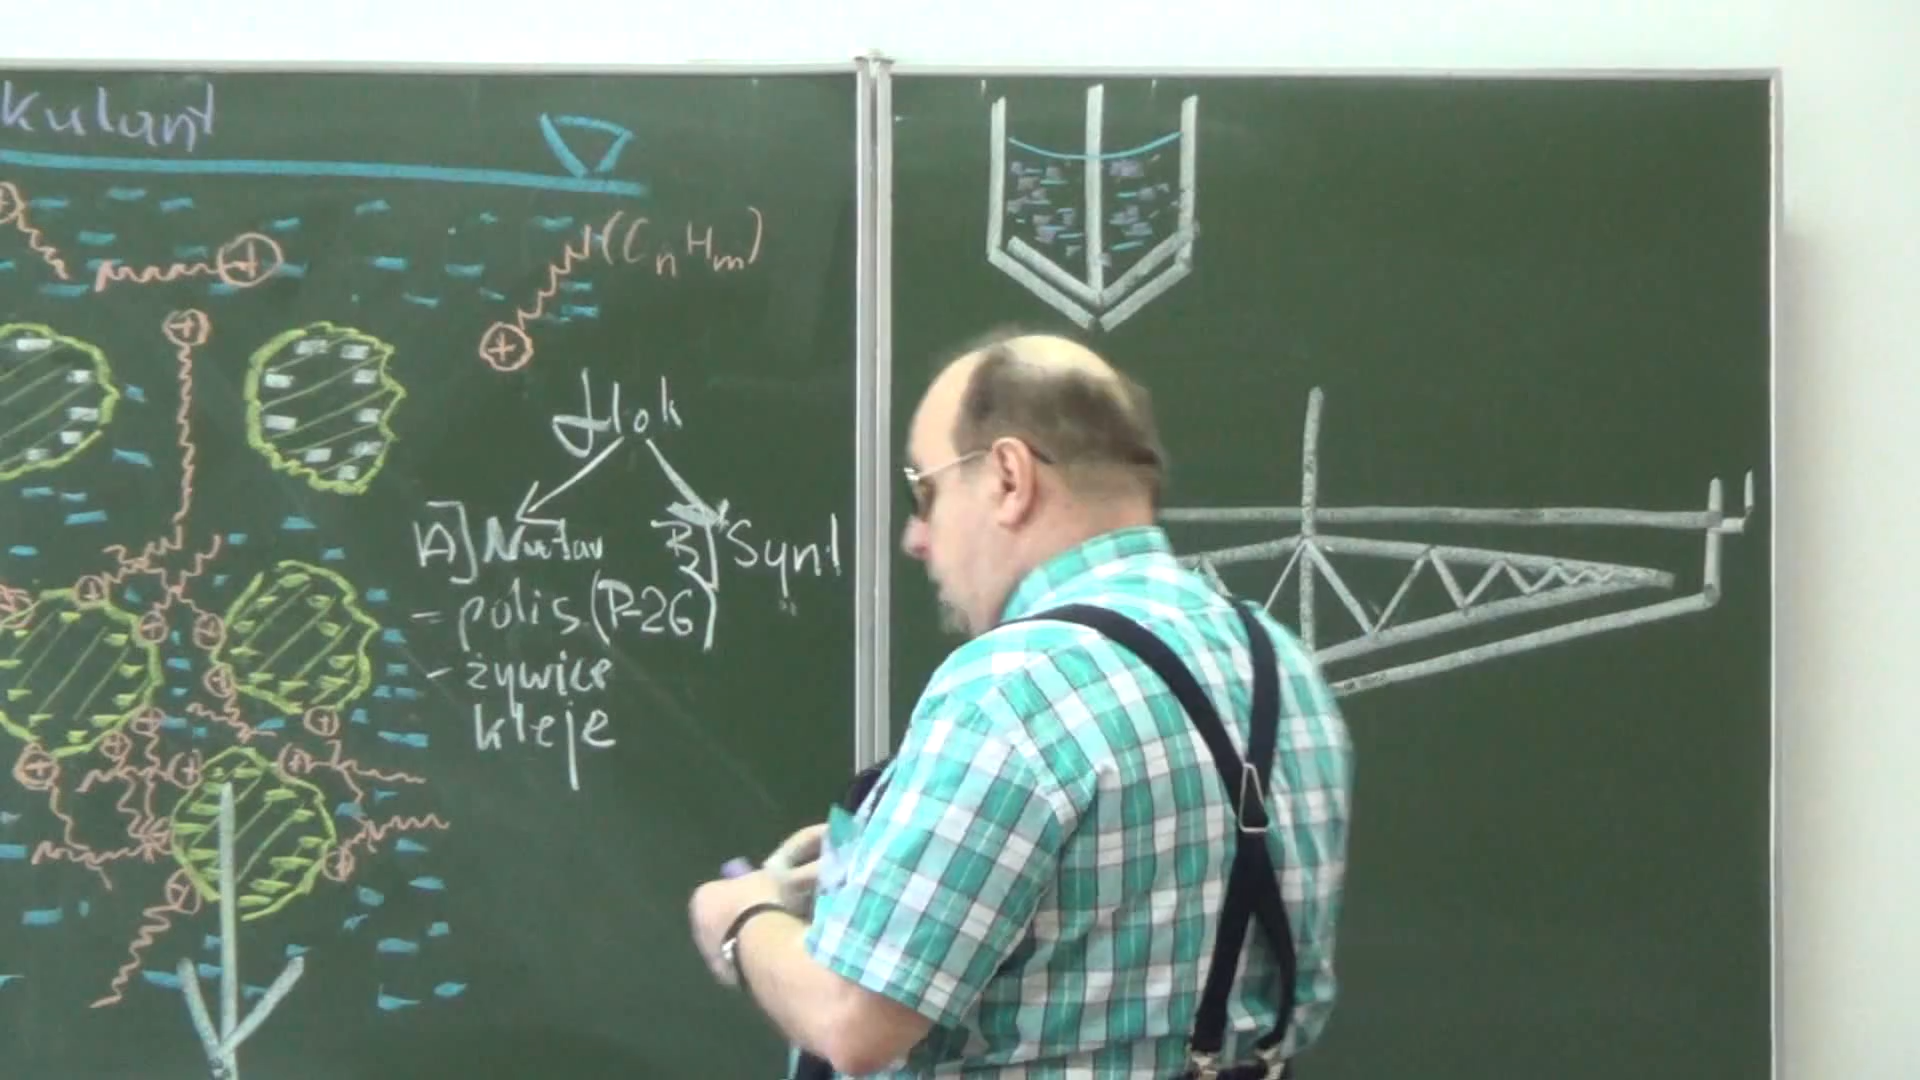 kulant
(CnHm)
flok
A] Natur B] Synt
- polis (P-26)
- żywice
kleje